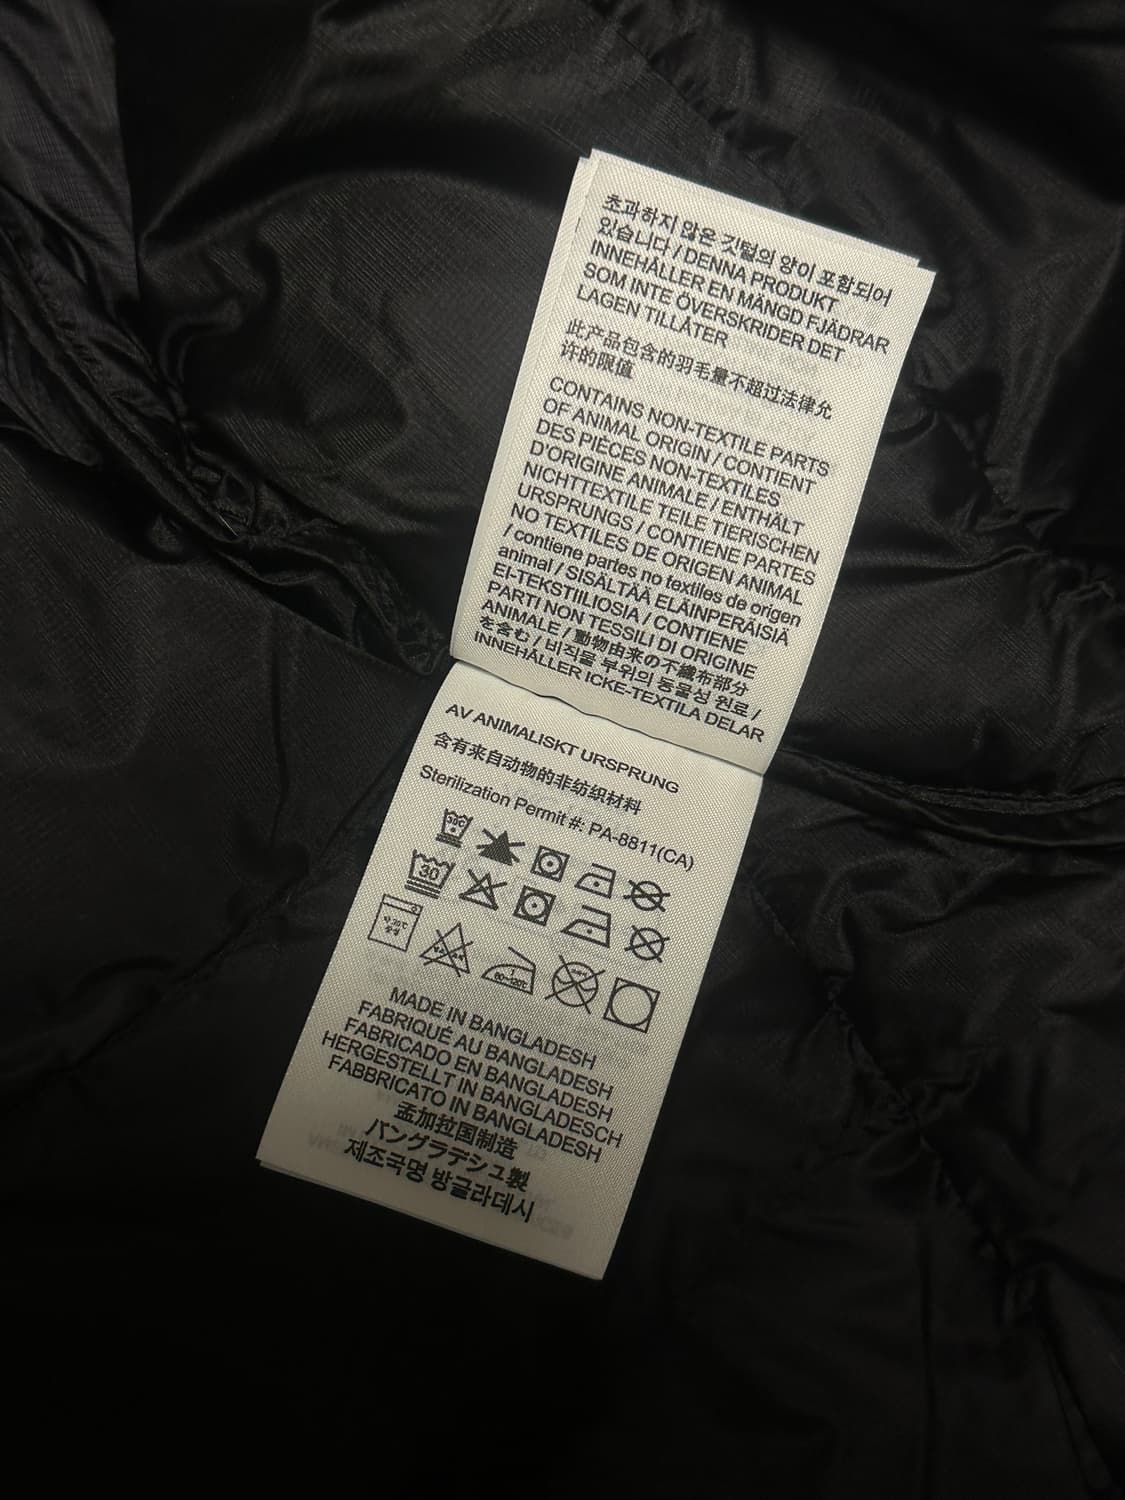 초과하지 않은 깃털의 양이 포함되어
있습니다 / DENNA PRODUKT
INNEHÅLLER EN MÄNGD FJÄDRAR
SOM INTE ÖVERSKRIDER DET
LAGEN TILLÅTER
此产品包含的羽毛量不超过法律允
许的限值
CONTAINS NON-TEXTILE PARTS
OF ANIMAL ORIGIN / CONTIENT
DES PIÈCES NON-TEXTILES
D'ORIGINE ANIMALE / ENTHÄLT
NICHTTEXTILE TEILE TIERISCHEN
URSPRUNGS / CONTIENE PARTES
NO TEXTILES DE ORIGEN ANIMAL
/ contiene partes no textiles de origen
animal / SISÄLTÄÄ ELÄINPERÄISIÄ
EI-TEKSTIILIOSIA / CONTIENE
PARTI NON TESSILI DI ORIGINE
ANIMALE / 動物由来の不織布部分
を含む / 비직물 부위의 동물성 원료 /
INNEHÅLLER ICKE-TEXTILA DELAR
AV ANIMALISKT URSPRUNG
含有来自动物的非纺织材料
Sterilization Permit #: PA-8811(CA)
30C
30
MADE IN BANGLADESH
FABRIQUÉ AU BANGLADESH
FABRICADO EN BANGLADESH
HERGESTELLT IN BANGLADESCH
FABBRICATO IN BANGLADESH
孟加拉国制造
バングラデシュ製
제조국명 방글라데시